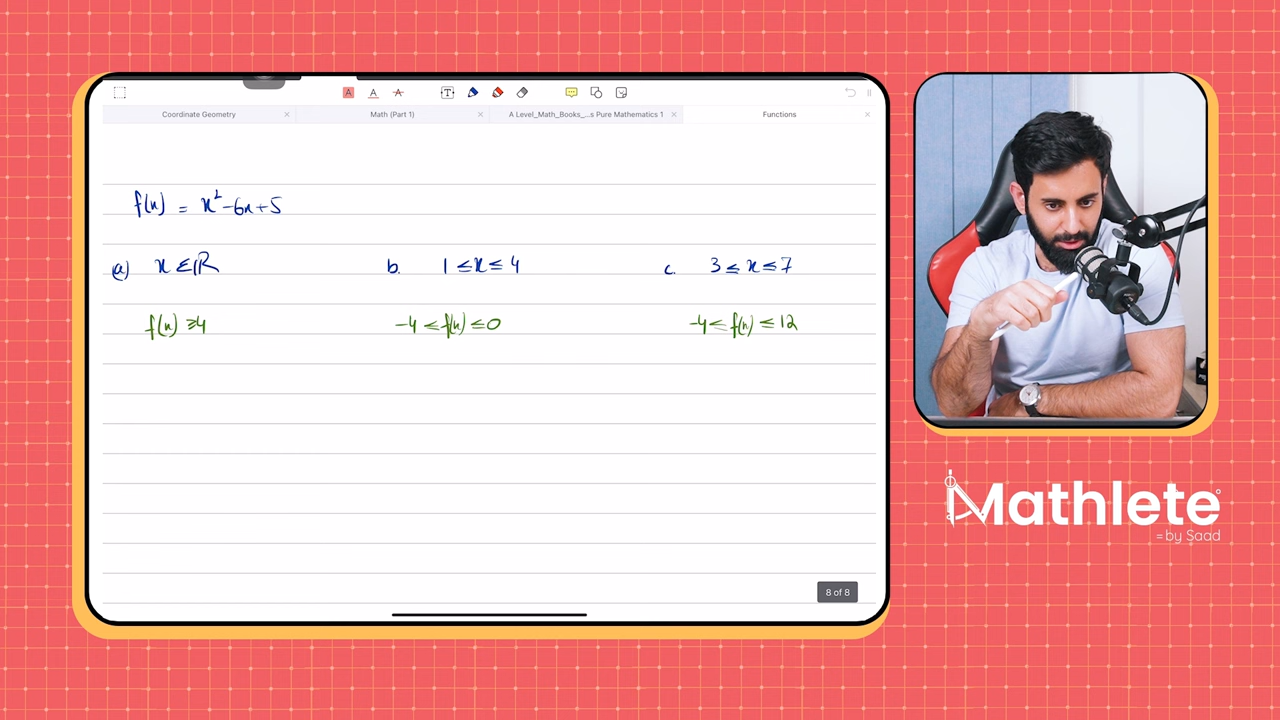 Coordinate Geometry
Math (Part 1)
A Level_Math_Books_...s Pure Mathematics 1
Functions
f(x) = x² - 6x + 5
a) x ∈ ℝ
b. 1 ≤ x ≤ 4
c. 3 ≤ x ≤ 7
f(x) ≥ 4
-4 ≤ f(x) ≤ 0
-4 ≤ f(x) ≤ 12
8 of 8
Mathlete
= by Saad